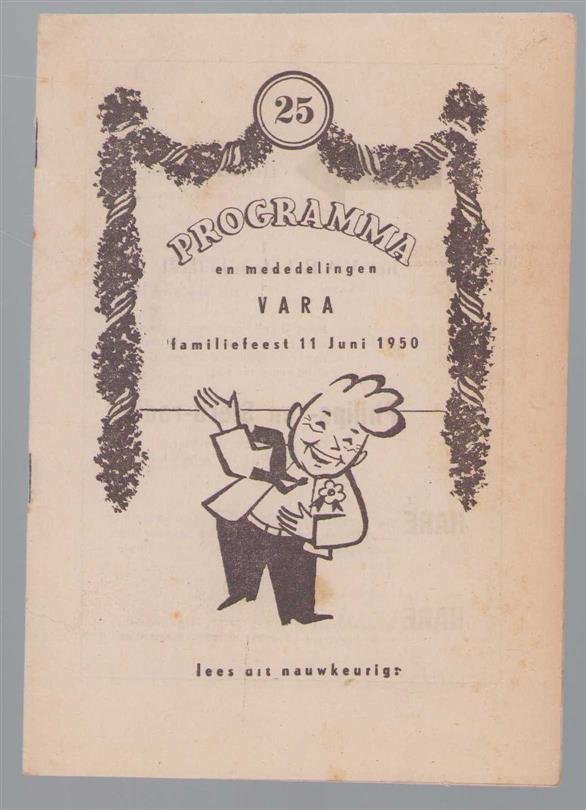 25
PROGRAMMA
en mededelingen
VARA
familiefeest 11 Juni 1950
lees dit nauwkeurig!